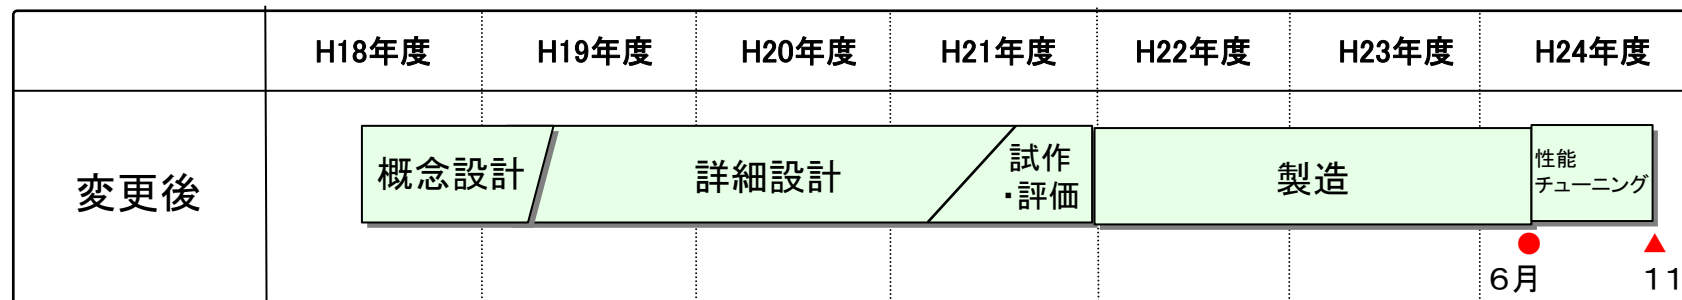 H18年度 H19年度 H20年度 H21年度 H22年度 H23年度 H24年度
変更後
概念設計
詳細設計
試作
・評価
製造
性能
チューニング
6月
11